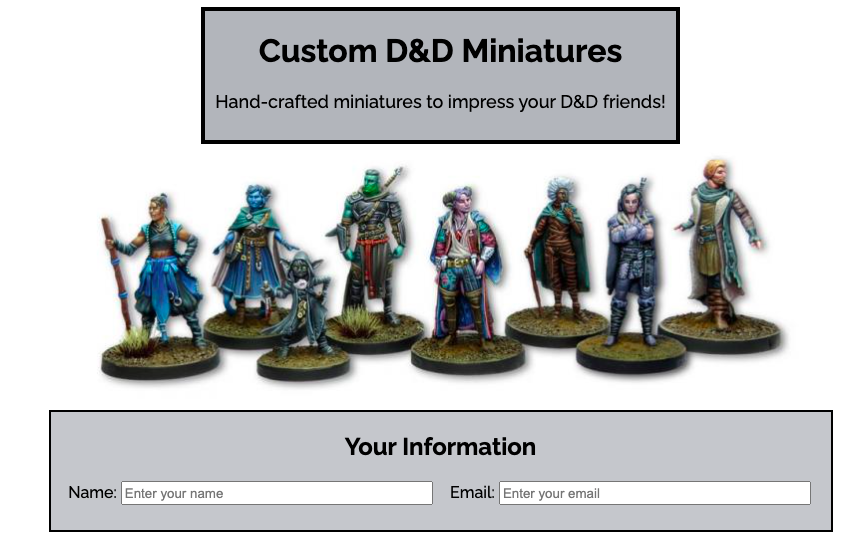 Custom D&D Miniatures
Hand-crafted miniatures to impress your D&D friends!
Your Information
Name: Enter your name Email: Enter your email